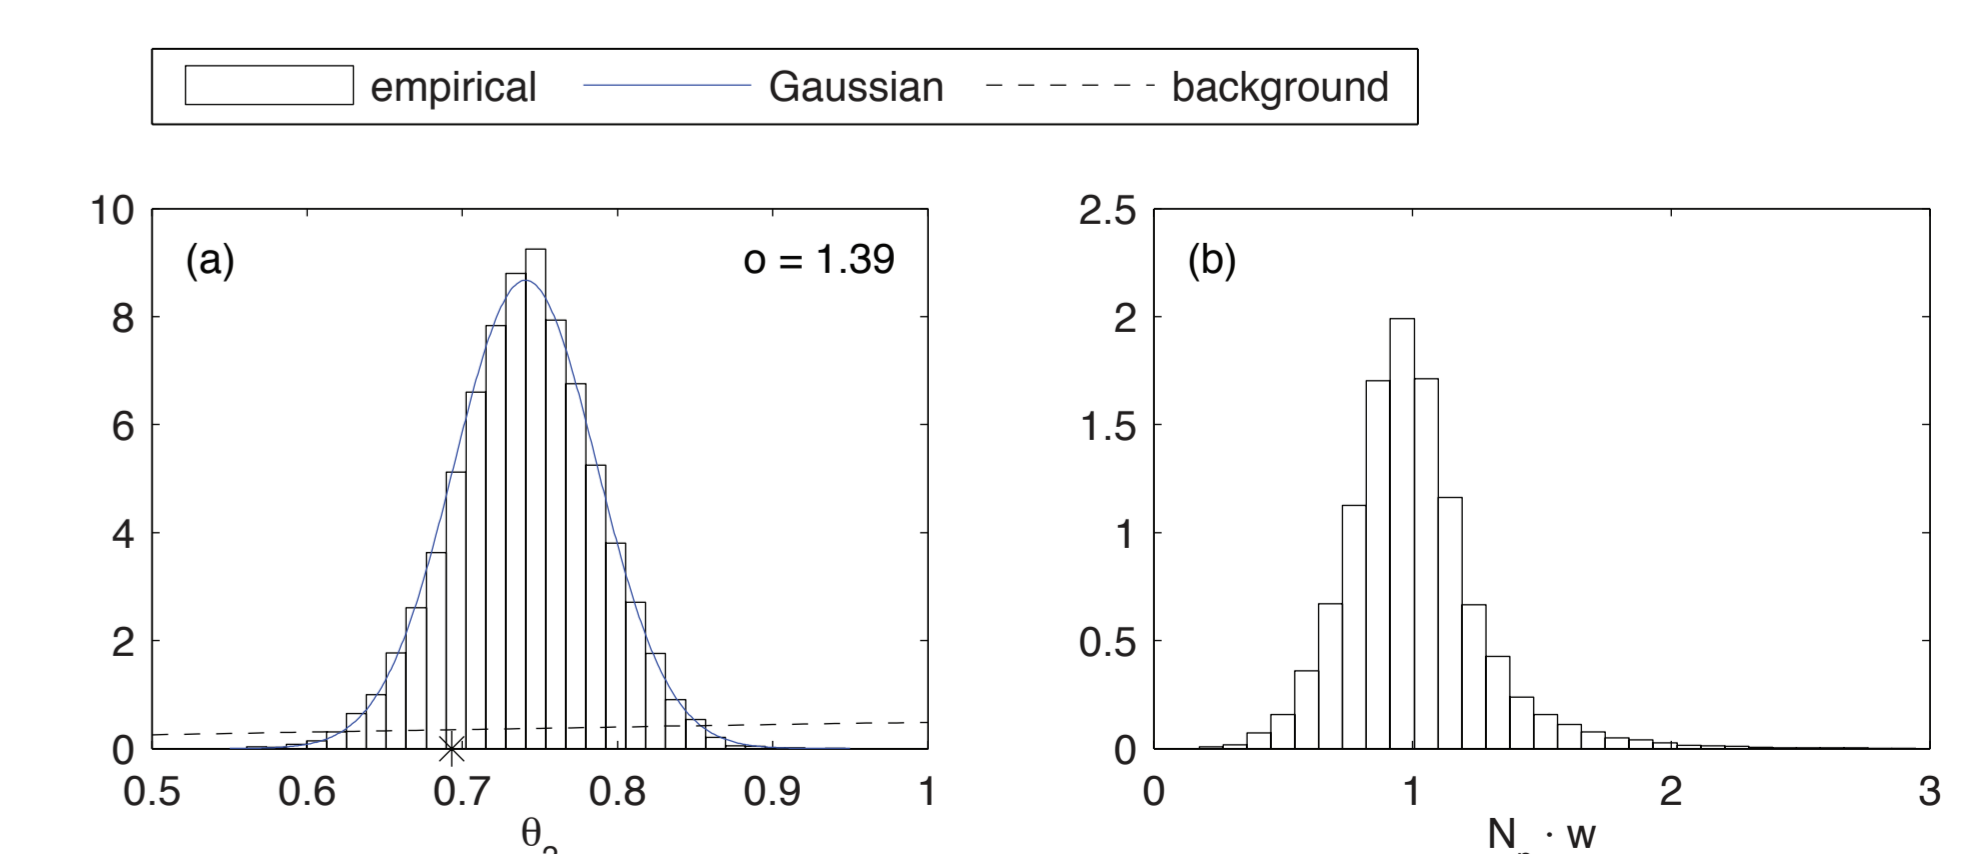 empirical Gaussian background
(a) o = 1.39
10
8
6
4
2
0
0.5 0.6 0.7 0.8 0.9 1
θ
(b)
2.5
2
1.5
1
0.5
0
0 1 2 3
N · w